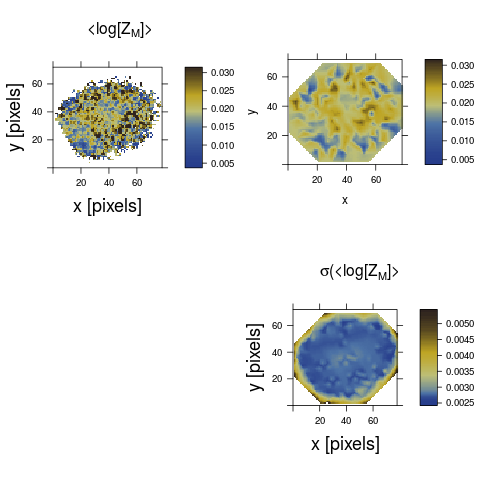 <log[Z_M]>
60
40
20
y [pixels]
20 40 60
x [pixels]
0.030
0.025
0.020
0.015
0.010
0.005
60
40
20
y
20 40 60
x
0.030
0.025
0.020
0.015
0.010
0.005
σ(<log[Z_M]>
60
40
20
y [pixels]
20 40 60
x [pixels]
0.0050
0.0045
0.0040
0.0035
0.0030
0.0025